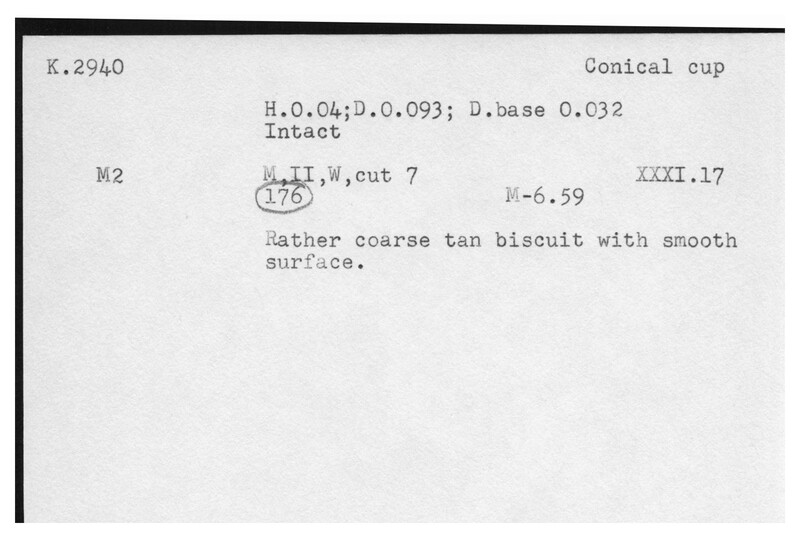 K.2940 Conical cup
H.0.04;D.0.093; D.base 0.032
Intact
M2 M,II,W,cut 7 XXXI.17
176 M-6.59
Rather coarse tan biscuit with smooth
surface.